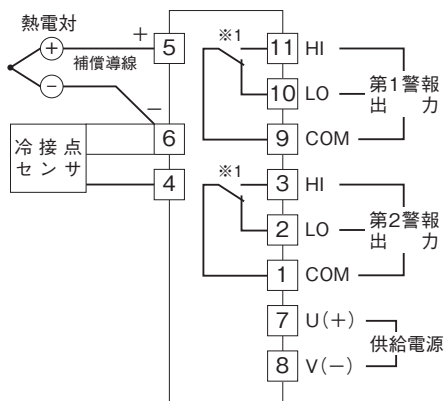 熱電対
+
補償導線
-
+
5
-
6
冷接点
センサ
4
※1
11 HI
10 LO
9 COM
第1警報
出力
※1
3 HI
2 LO
1 COM
第2警報
出力
7 U(+)
8 V(-)
供給電源